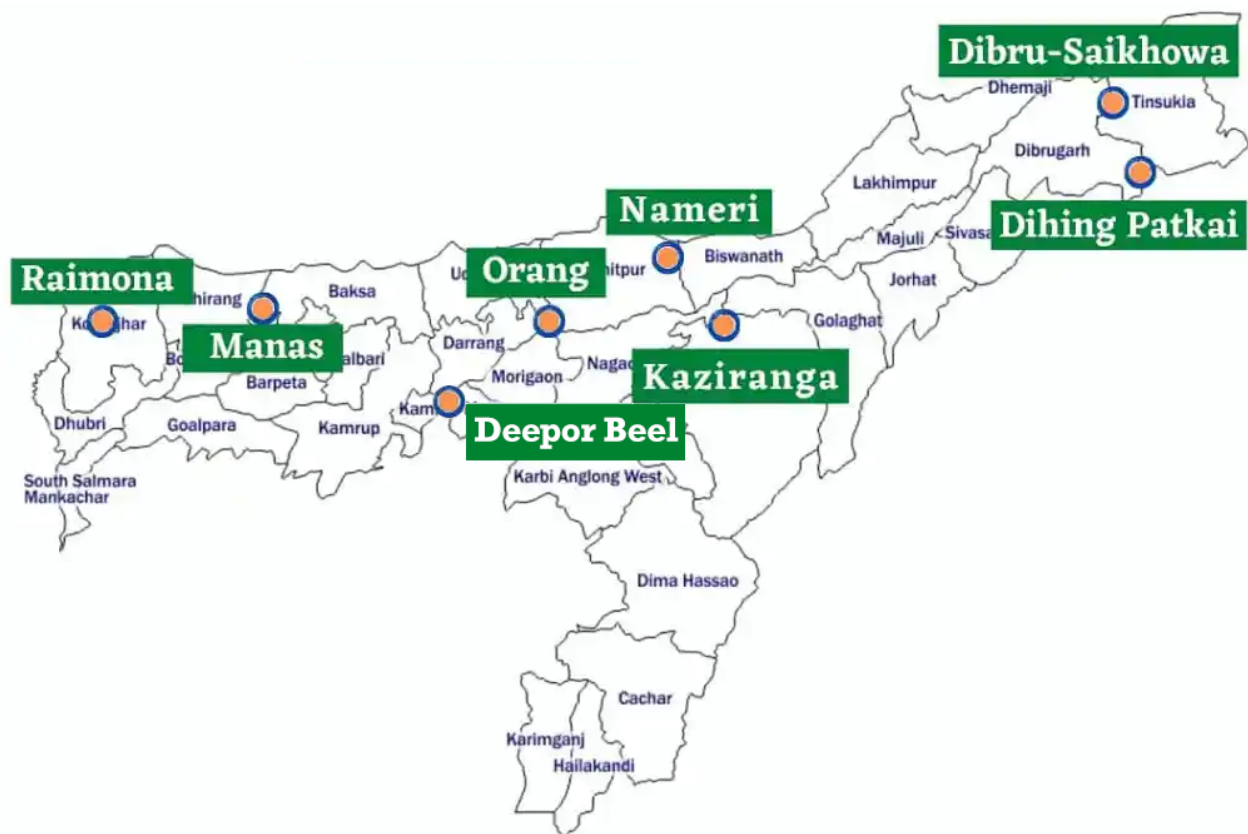 Dibru-Saikhowa
Dhemaji
Tinsukia
Dibrugarh
Lakhimpur
Dihing Patkai
Nameri
Majuli
Biswanath
Jorhat
Orang
Raimona
Baksa
Manas
Darrang
Golaghat
Morigaon
Kaziranga
Barpeta
Deepor Beel
Dhubri
Goalpara
Kamrup
South Salmara
Mankachar
Karbi Anglong West
Dima Hassao
Cachar
Karimganj
Hailakandi